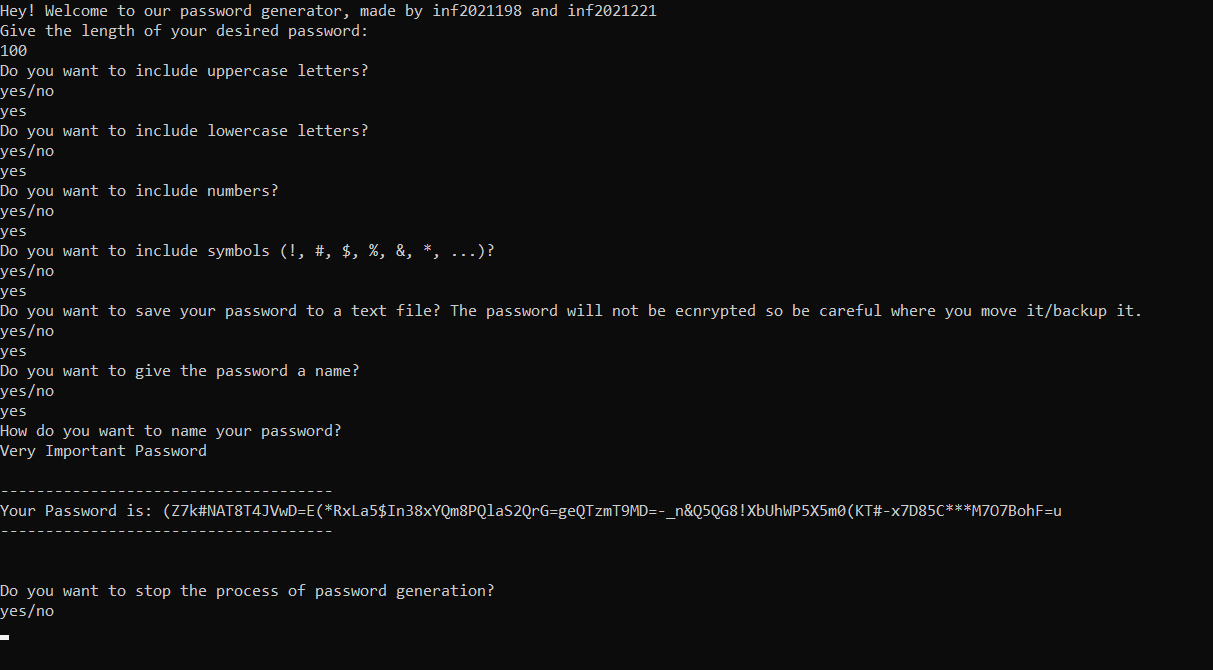 Hey! Welcome to our password generator, made by inf2021198 and inf2021221
Give the length of your desired password:
100
Do you want to include uppercase letters?
yes/no
yes
Do you want to include lowercase letters?
yes/no
yes
Do you want to include numbers?
yes/no
yes
Do you want to include symbols (!, #, $, %, &, *, ...)?
yes/no
yes
Do you want to save your password to a text file? The password will not be ecnrypted so be careful where you move it/backup it.
yes/no
yes
Do you want to give the password a name?
yes/no
yes
How do you want to name your password?
Very Important Password
-------------------------------------
Your Password is: (Z7k#NAT8T4JVwD=E(*RxLa5$In38xYQm8PQlaS2QrG=geQTzmT9MD=-_n&Q5QG8!XbUhWP5X5m0(KT#-x7D85C***M7O7BohF=u
-------------------------------------
Do you want to stop the process of password generation?
yes/no